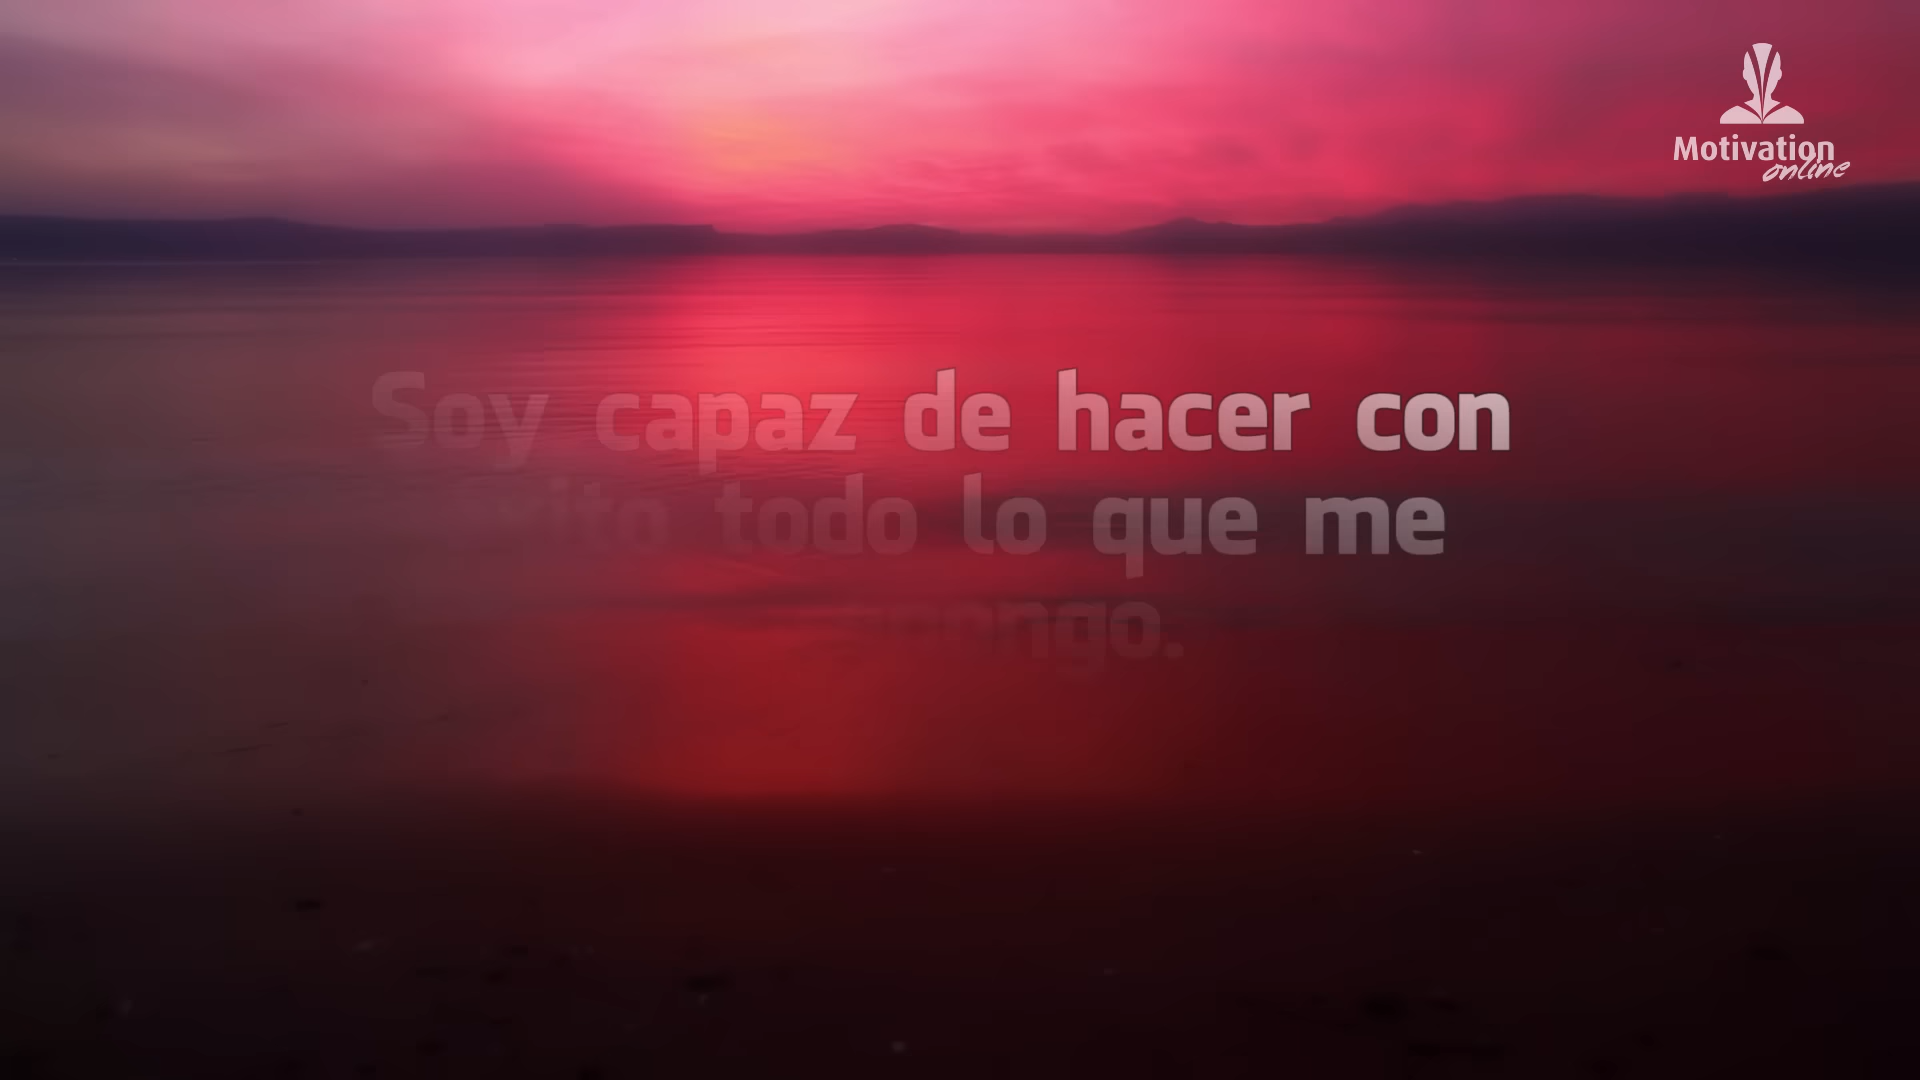 Motivation
online
Soy capaz de hacer con
todo lo que me